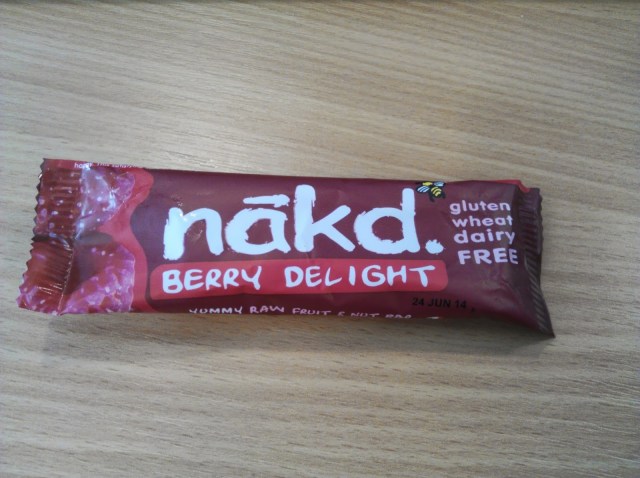 nākd.
BERRY DELIGHT
gluten
wheat
dairy
FREE
24 JUN 14
YUMMY RAW FRUIT & NUT BAR